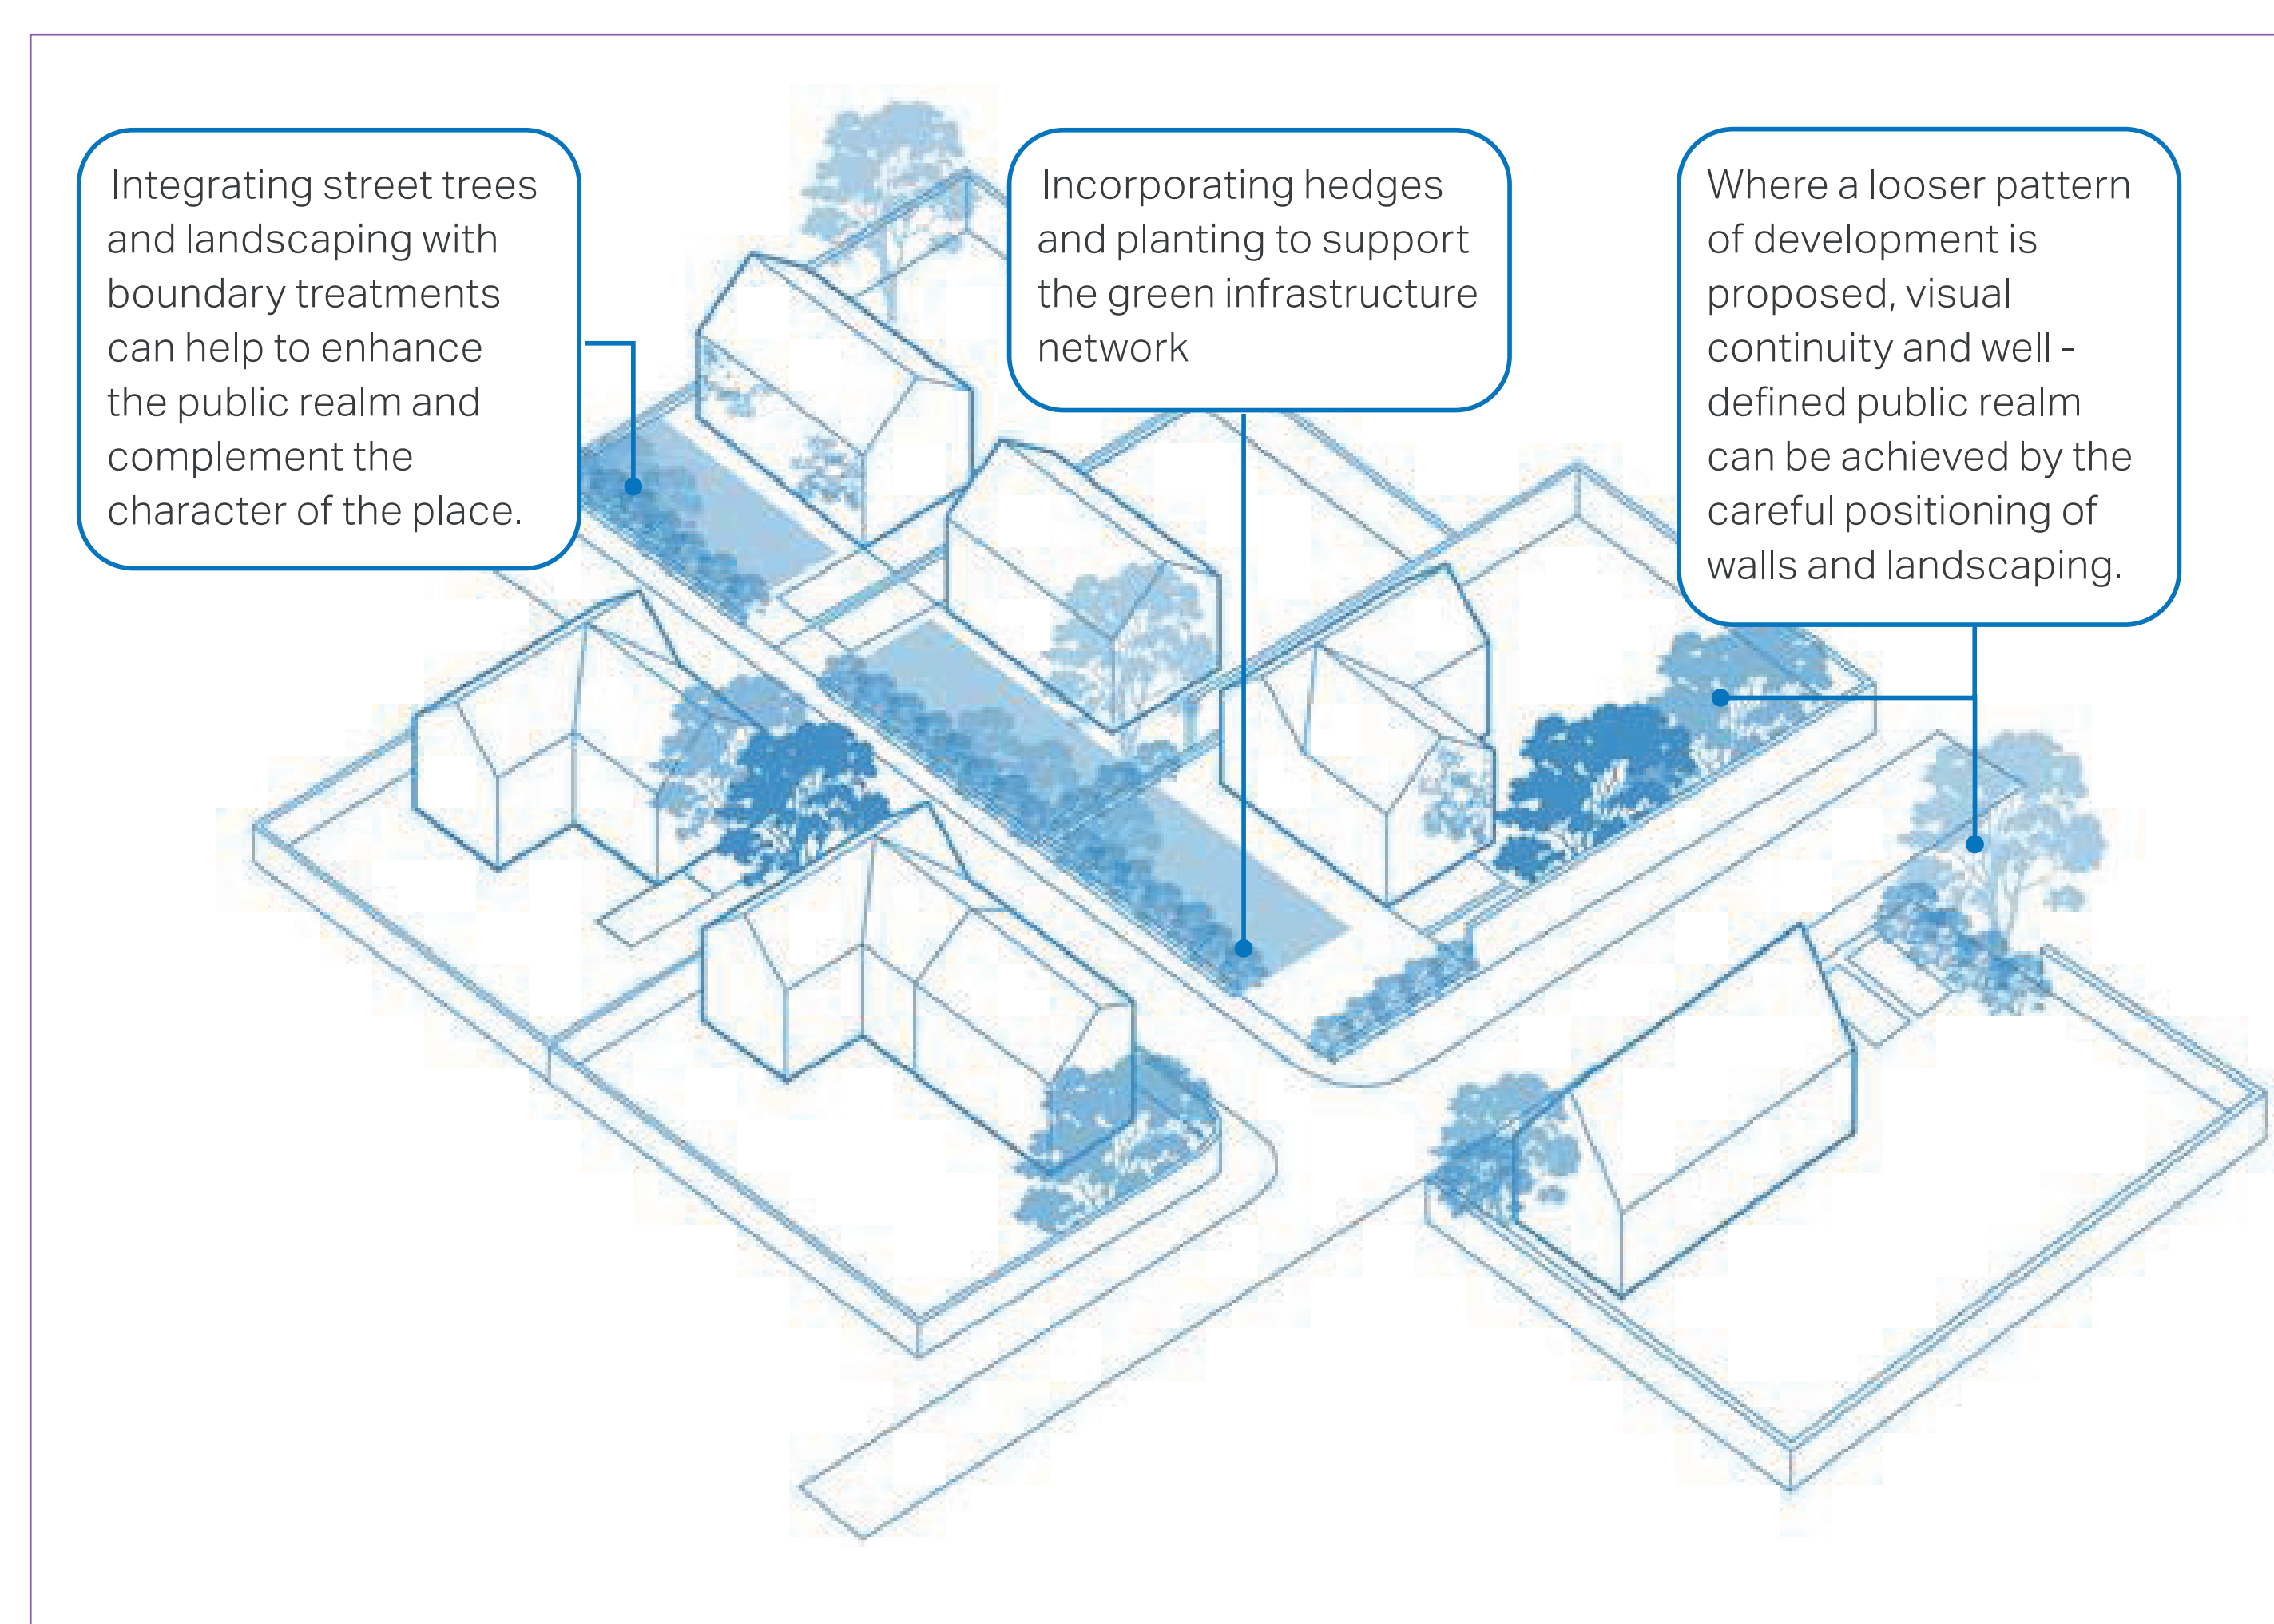 Integrating street trees
and landscaping with
boundary treatments
can help to enhance
the public realm and
complement the
character of the place.
Incorporating hedges
and planting to support
the green infrastructure
network
Where a looser pattern
of development is
proposed, visual
continuity and well -
defined public realm
can be achieved by the
careful positioning of
walls and landscaping.